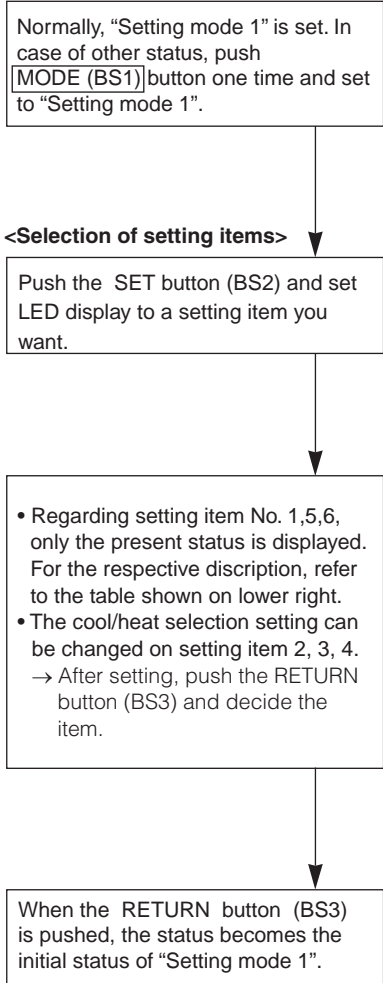 Normally, “Setting mode 1” is set. In
case of other status, push
MODE (BS1) button one time and set
to “Setting mode 1”.
<Selection of setting items>
Push the SET button (BS2) and set
LED display to a setting item you
want.
• Regarding setting item No. 1,5,6,
only the present status is displayed.
For the respective discription, refer
to the table shown on lower right.
• The cool/heat selection setting can
be changed on setting item 2, 3, 4.
→ After setting, push the RETURN
button (BS3) and decide the
item.
When the RETURN button (BS3)
is pushed, the status becomes the
initial status of “Setting mode 1”.